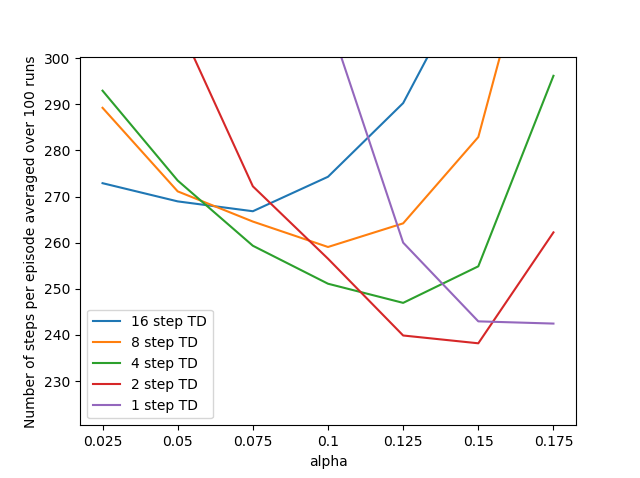 Number of steps per episode averaged over 100 runs
300
290
280
270
260
250
240
230
16 step TD
8 step TD
4 step TD
2 step TD
1 step TD
0.025 0.05 0.075 0.1 0.125 0.15 0.175
alpha